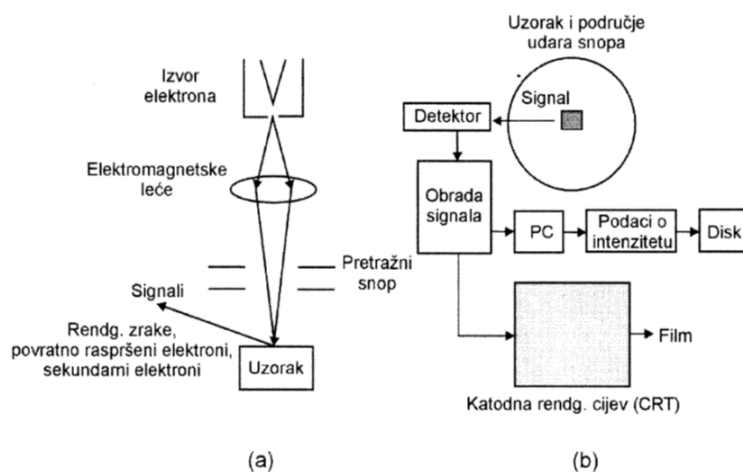 Izvor
elektrona
Elektromagnetske
leće
Pretražni
snop
Signali
Rendg. zrake,
povratno raspršeni elektroni,
sekundarni elektroni
Uzorak
(a)
Uzorak i područje
udara snopa
Signal
Detektor
Obrada
signala
PC
Podaci o
intenzitetu
Disk
Film
Katodna rendg. cijev (CRT)
(b)